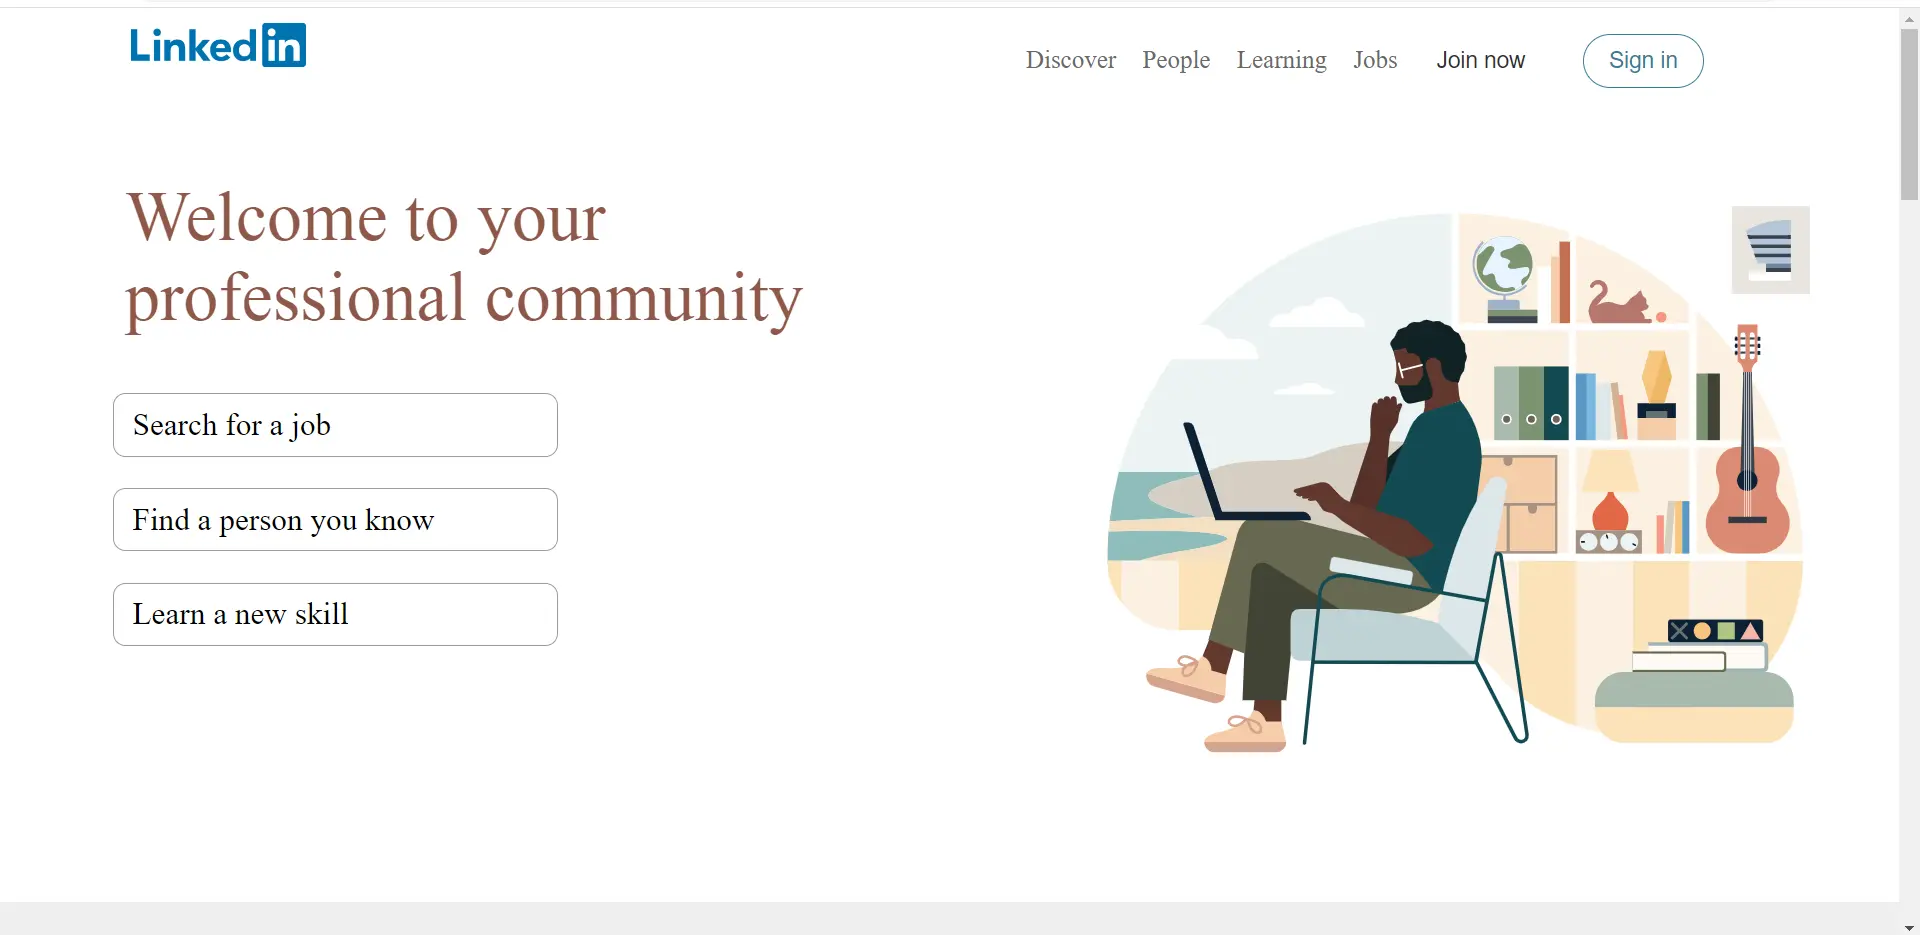 Linkedin
Discover People Learning Jobs Join now Sign in
Welcome to your
professional community
Search for a job
Find a person you know
Learn a new skill